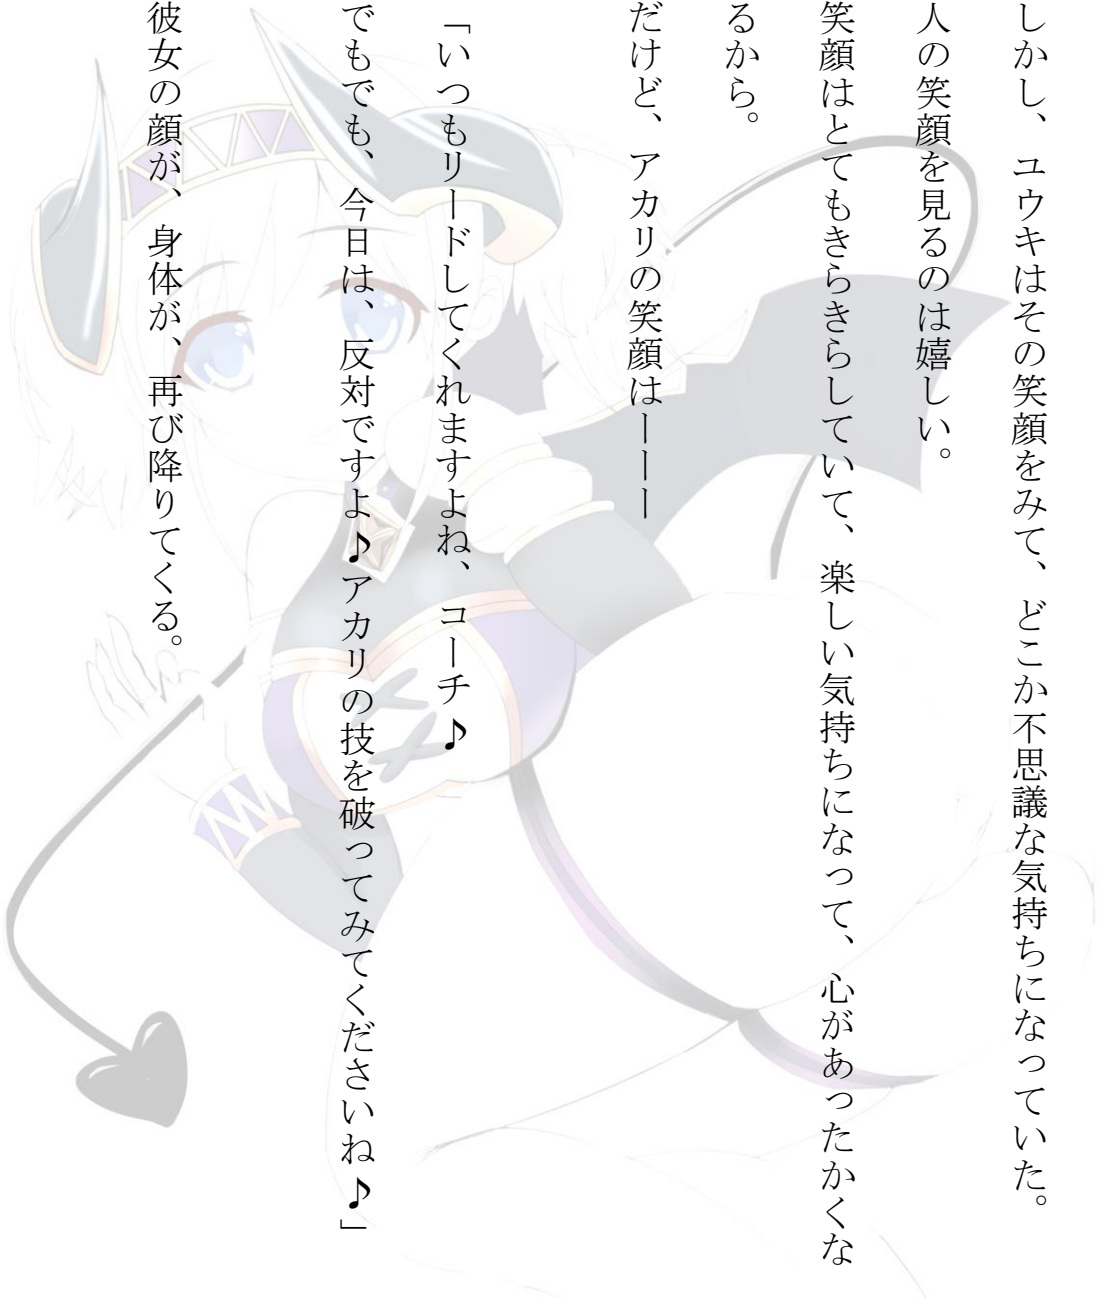 しかし、ユウキはその笑顔をみて、どこか不思議な気持ちになっていた。
人の笑顔を見るのは嬉しい。
笑顔はとてもきらきらしていて、楽しい気持ちになって、心があったかくな
るから。
だけど、アカリの笑顔はーーー
「いつもリードしてくれますよね、コーチ♪
でもでも、今日は、反対ですよ♪アカリの技を破ってみてくださいね♪」
彼女の顔が、身体が、再び降りてくる。